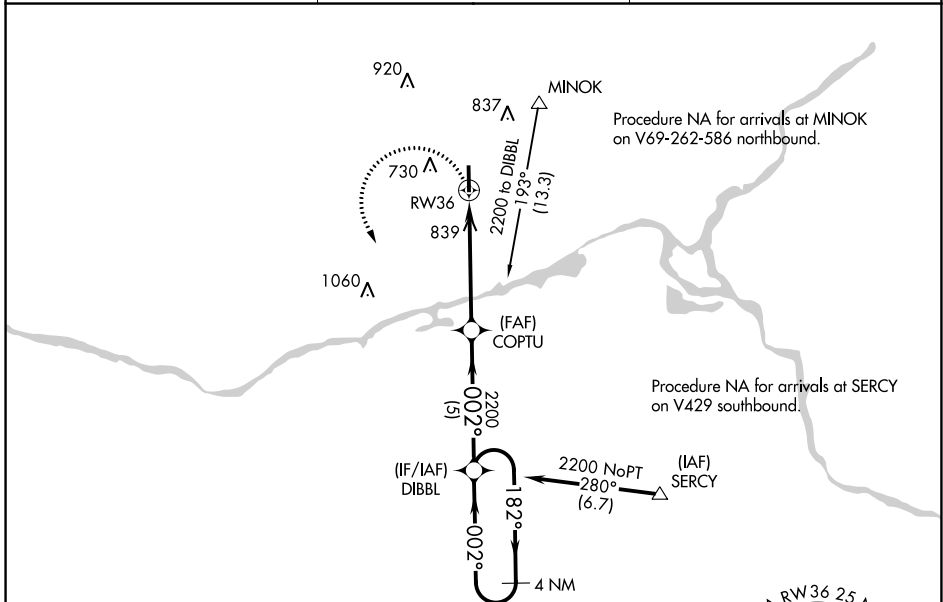 920
837
MINOK
Procedure NA for arrivals at MINOK
on V69-262-586 northbound.
2200 to DIBBL
193°
(13.3)
730
RW36
839
1060
(FAF)
COPTU
2200
002°
(5)
Procedure NA for arrivals at SERCY
on V429 southbound.
(IF/IAF)
DIBBL
2200 NoPT
280°
(6.7)
(IAF)
SERCY
182°
002°
4 NM
RW36 25